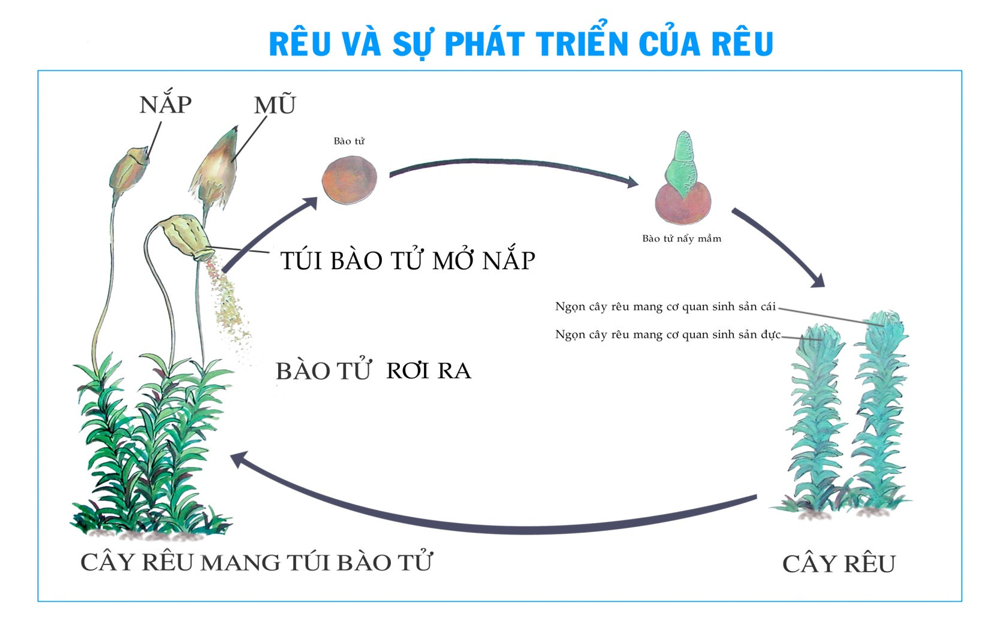 RÊU VÀ SỰ PHÁT TRIỂN CỦA RÊU
NẮP
MŨ
Bào tử
Bào tử nẩy mầm
TÚI BÀO TỬ MỞ NẮP
Ngọn cây rêu mang cơ quan sinh sản cái
Ngọn cây rêu mang cơ quan sinh sản đực
BÀO TỬ RƠI RA
CÂY RÊU MANG TÚI BÀO TỬ
CÂY RÊU